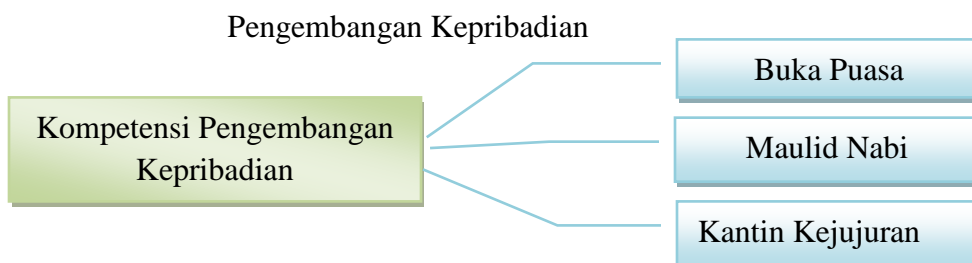 Pengembangan Kepribadian
Kompetensi Pengembangan
Kepribadian
Buka Puasa
Maulid Nabi
Kantin Kejujuran